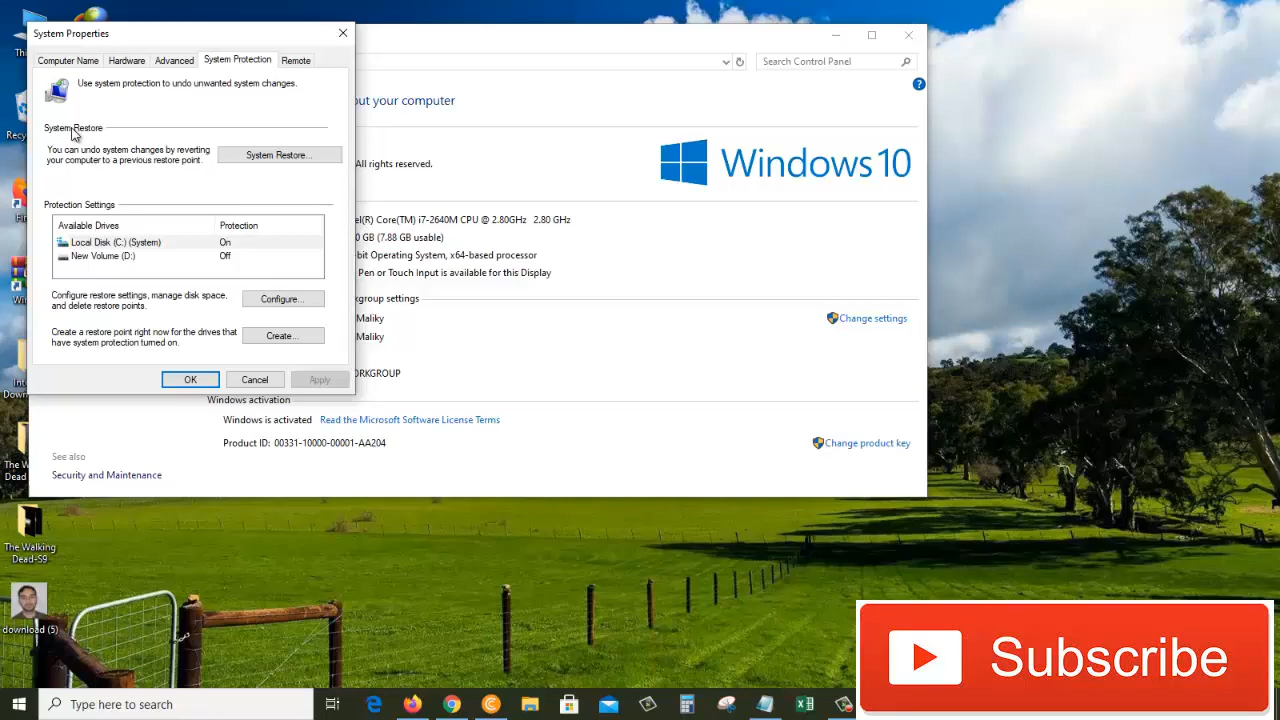 System Properties
Computer Name
Hardware
Advanced
System Protection
Remote
Use system protection to undo unwanted system changes.
System Restore
You can undo system changes by reverting
your computer to a previous restore point.
System Restore...
Protection Settings
Available Drives
Protection
Local Disk (C:) (System)
On
New Volume (D:)
Off
Configure restore settings, manage disk space,
and delete restore points.
Configure...
Create a restore point right now for the drives that
have system protection turned on.
Create...
OK
Cancel
Apply
Search Control Panel
out your computer
All rights reserved.
Windows 10
el(R) Core(TM) i7-2640M CPU @ 2.80GHz 2.80 GHz
0 GB (7.88 GB usable)
-bit Operating System, x64-based processor
Pen or Touch Input is available for this Display
kgroup settings
Maliky
Change settings
Maliky
ORKGROUP
Windows activation
Windows is activated Read the Microsoft Software License Terms
Product ID: 00331-10000-00001-AA204
Change product key
See also
Security and Maintenance
The Walking
Dead-S9
download (5)
Type here to search
Subscribe